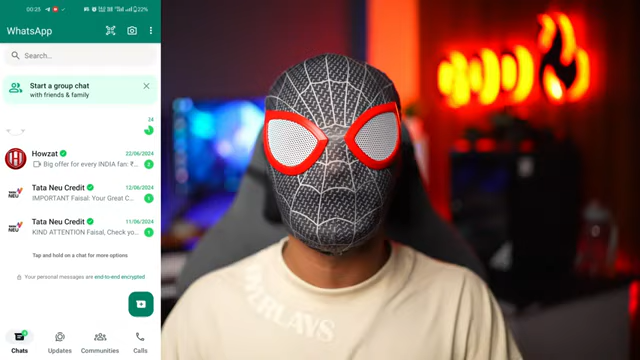 00:25
22%
WhatsApp
Search...
Start a group chat
with friends & family
24
Howzat
22/06/2024
Big offer for every INDIA fan: ₹...
2
Tata Neu Credit
12/06/2024
IMPORTANT Faisal: Your Great C...
1
NEU
Tata Neu Credit
11/06/2024
KIND ATTENTION Faisal, Check yo...
1
NEU
Tap and hold on a chat for more options
Your personal messages are end-to-end encrypted
Chats
Updates
Communities
Calls
OVERLAYS